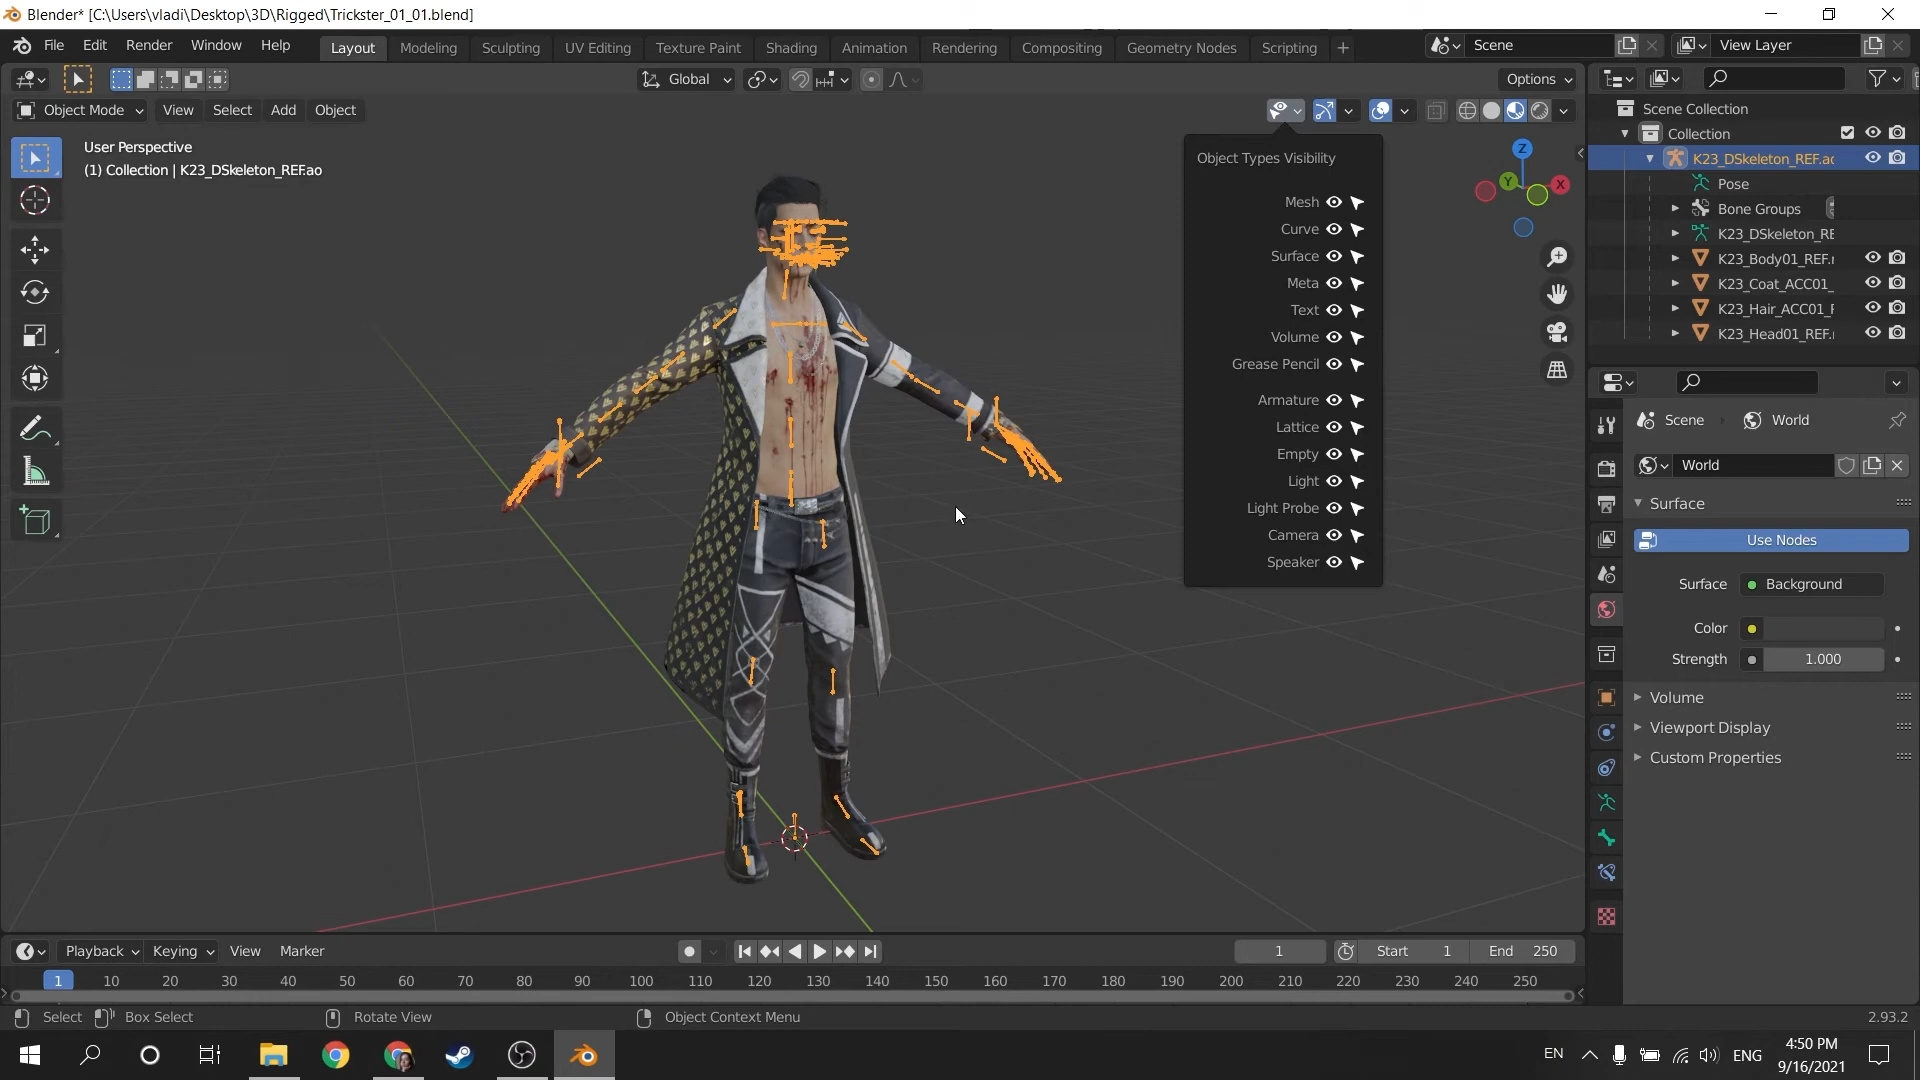 Blender* [C:\Users\vladi\Desktop\3D\Rigged\Trickster_01_01.blend]
File Edit Render Window Help
Layout Modeling Sculpting UV Editing Texture Paint Shading Animation Rendering Compositing Geometry Nodes Scripting +
Scene
View Layer
Global
Options
Object Mode View Select Add Object
User Perspective
(1) Collection | K23_DSkeleton_REF.ao
Object Types Visibility
Mesh
Curve
Surface
Meta
Text
Volume
Grease Pencil
Armature
Lattice
Empty
Light
Light Probe
Camera
Speaker
Z
Y
X
Scene Collection
Collection
K23_DSkeleton_REF.ao
Pose
Bone Groups
K23_DSkeleton_RE
K23_Body01_REF.
K23_Coat_ACC01_
K23_Hair_ACC01_F
K23_Head01_REF.
Scene World
World
Surface
Use Nodes
Surface Background
Color
Strength 1.000
Volume
Viewport Display
Custom Properties
Playback Keying View Marker
1 Start 1 End 250
1 10 20 30 40 50 60 70 80 90 100 110 120 130 140 150 160 170 180 190 200 210 220 230 240 250
Select Box Select Rotate View Object Context Menu 2.93.2
EN ENG 4:50 PM
9/16/2021